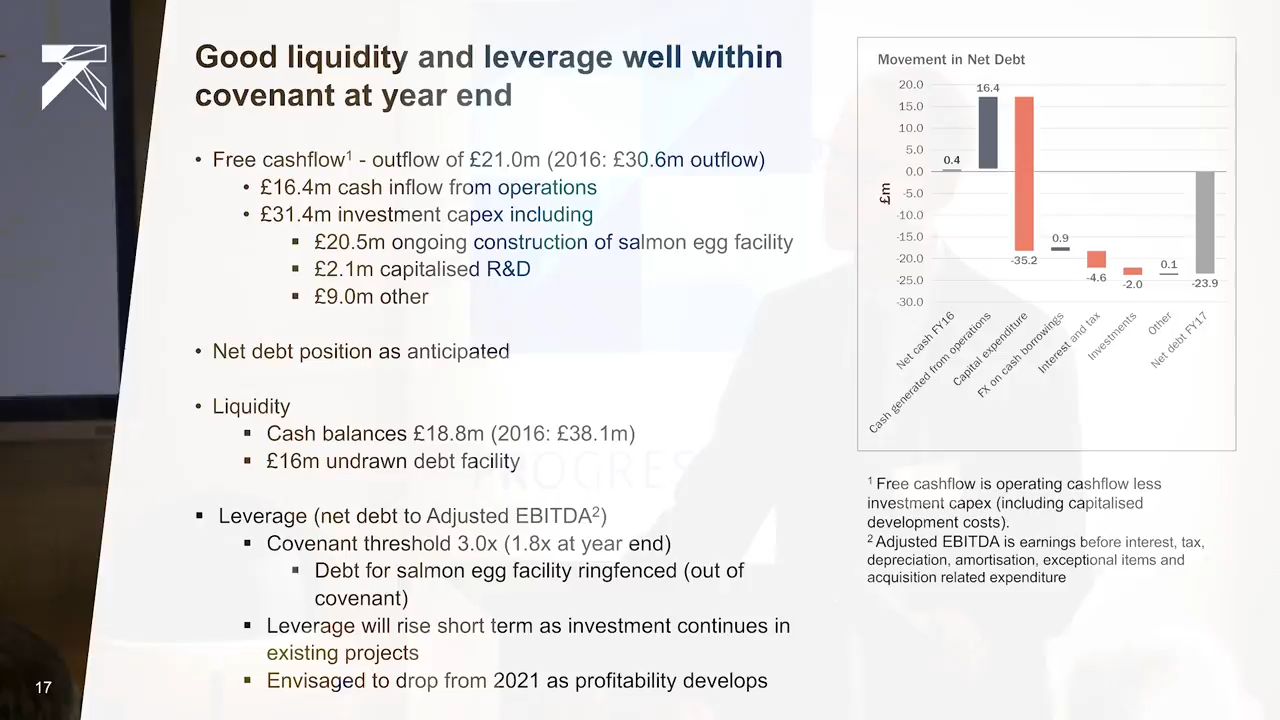 Good liquidity and leverage well within
covenant at year end
• Free cashflow¹ - outflow of £21.0m (2016: £30.6m outflow)
• £16.4m cash inflow from operations
• £31.4m investment capex including
▪ £20.5m ongoing construction of salmon egg facility
▪ £2.1m capitalised R&D
▪ £9.0m other
• Net debt position as anticipated
• Liquidity
▪ Cash balances £18.8m (2016: £38.1m)
▪ £16m undrawn debt facility
▪ Leverage (net debt to Adjusted EBITDA²)
▪ Covenant threshold 3.0x (1.8x at year end)
▪ Debt for salmon egg facility ringfenced (out of
covenant)
▪ Leverage will rise short term as investment continues in
existing projects
▪ Envisaged to drop from 2021 as profitability develops
17
Movement in Net Debt
£m
20.0
15.0
10.0
5.0
0.0
-5.0
-10.0
-15.0
-20.0
-25.0
-30.0
0.4
16.4
-35.2
0.9
-4.6
-2.0
0.1
-23.9
Net cash FY16
Cash generated from operations
Capital expenditure
FX on cash borrowings
Interest and tax
Investments
Other
Net debt FY17
¹ Free cashflow is operating cashflow less
investment capex (including capitalised
development costs).
² Adjusted EBITDA is earnings before interest, tax,
depreciation, amortisation, exceptional items and
acquisition related expenditure